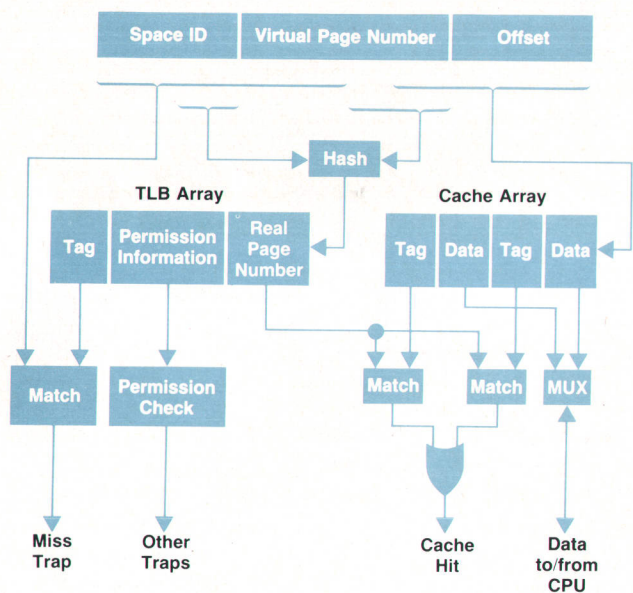 Space ID
Virtual Page Number
Offset
Hash
TLB Array
Cache Array
Tag
Permission
Information
Real
Page
Number
Tag
Data
Tag
Data
Match
Permission
Check
Match
Match
MUX
Miss
Trap
Other
Traps
Cache
Hit
Data
to/from
CPU